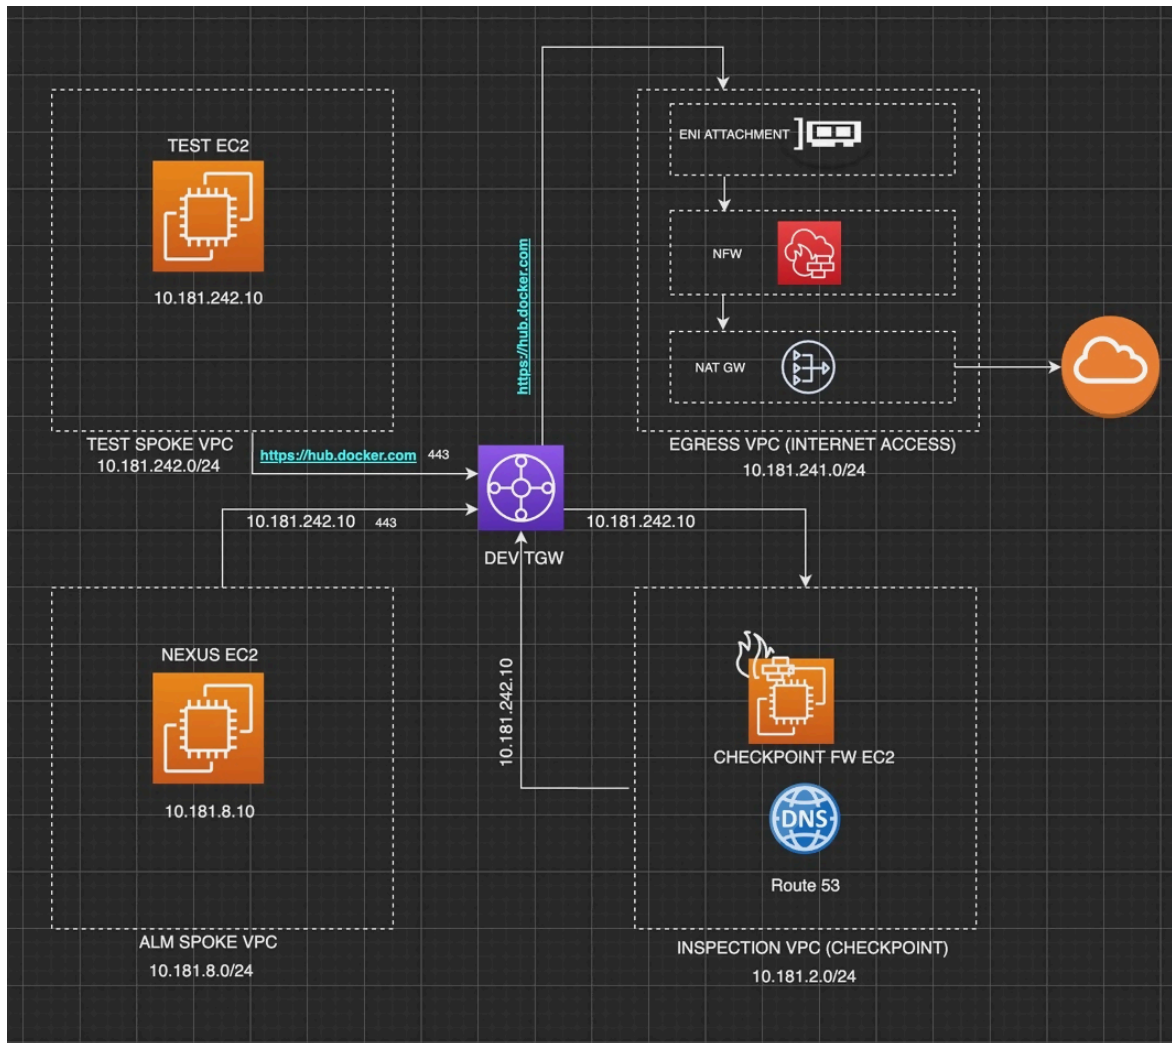 TEST EC2
10.181.242.10
TEST SPOKE VPC
10.181.242.0/24
https://hub.docker.com 443
https://hub.docker.com
ENI ATTACHMENT
NFW
NAT GW
EGRESS VPC (INTERNET ACCESS)
10.181.241.0/24
10.181.242.10 443
DEV TGW
10.181.242.10
10.181.242.10
NEXUS EC2
10.181.8.10
ALM SPOKE VPC
10.181.8.0/24
CHECKPOINT FW EC2
DNS
Route 53
INSPECTION VPC (CHECKPOINT)
10.181.2.0/24